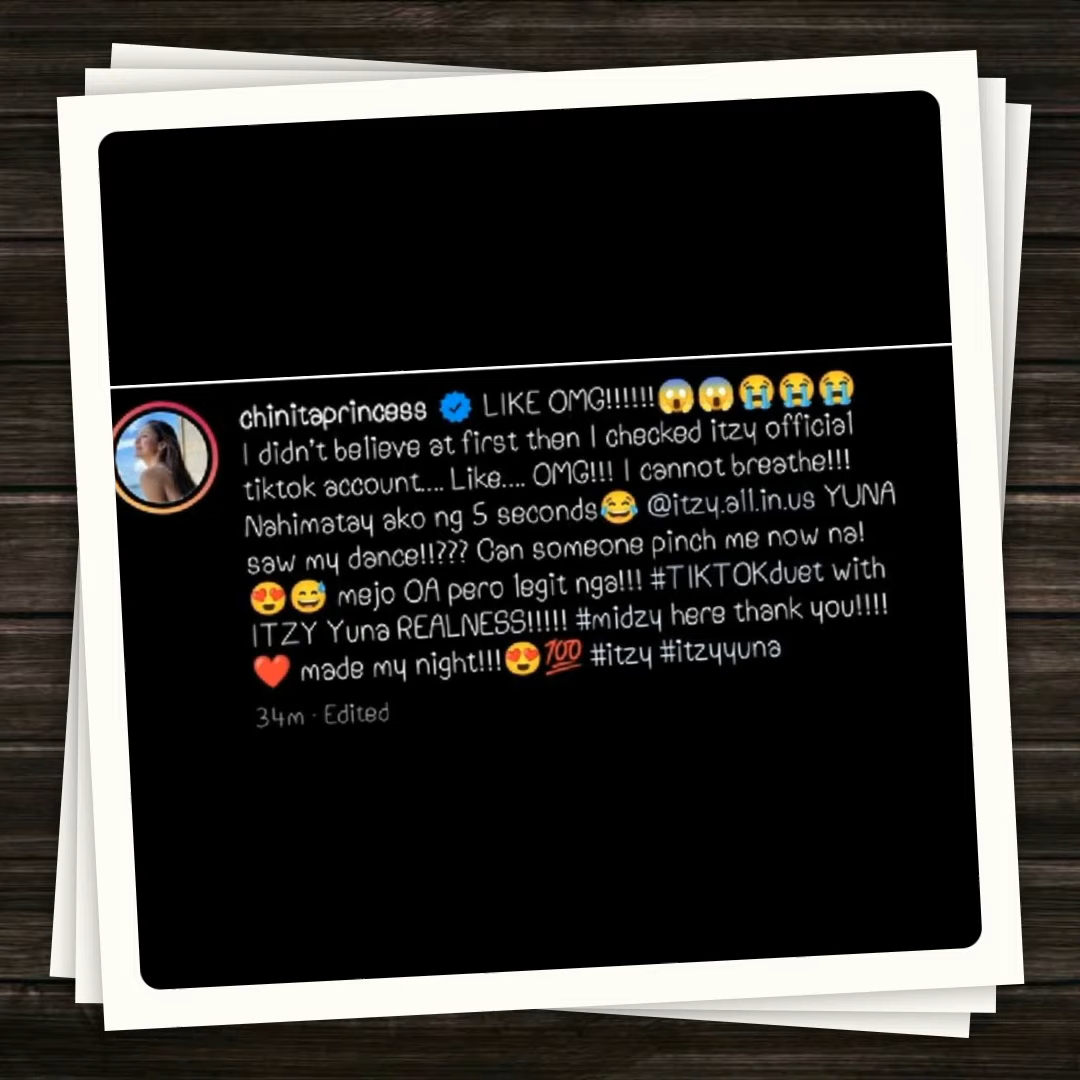 chinitaprincess LIKE OMG!!!!!!😱😱😭😭😭
I didn't believe at first then I checked itzy official
tiktok account.... Like.... OMG!!! I cannot breathe!!!
Nahimatay ako ng 5 seconds😂 @itzy.all.in.us YUNA
saw my dance!!??? Can someone pinch me now na!
😍😅 mejo OA pero legit nga!!! #TIKTOKduet with
ITZY Yuna REALNESS!!!!! #midzy here thank you!!!!
❤️ made my night!!!😍💯 #itzy #itzyyuna
34m · Edited